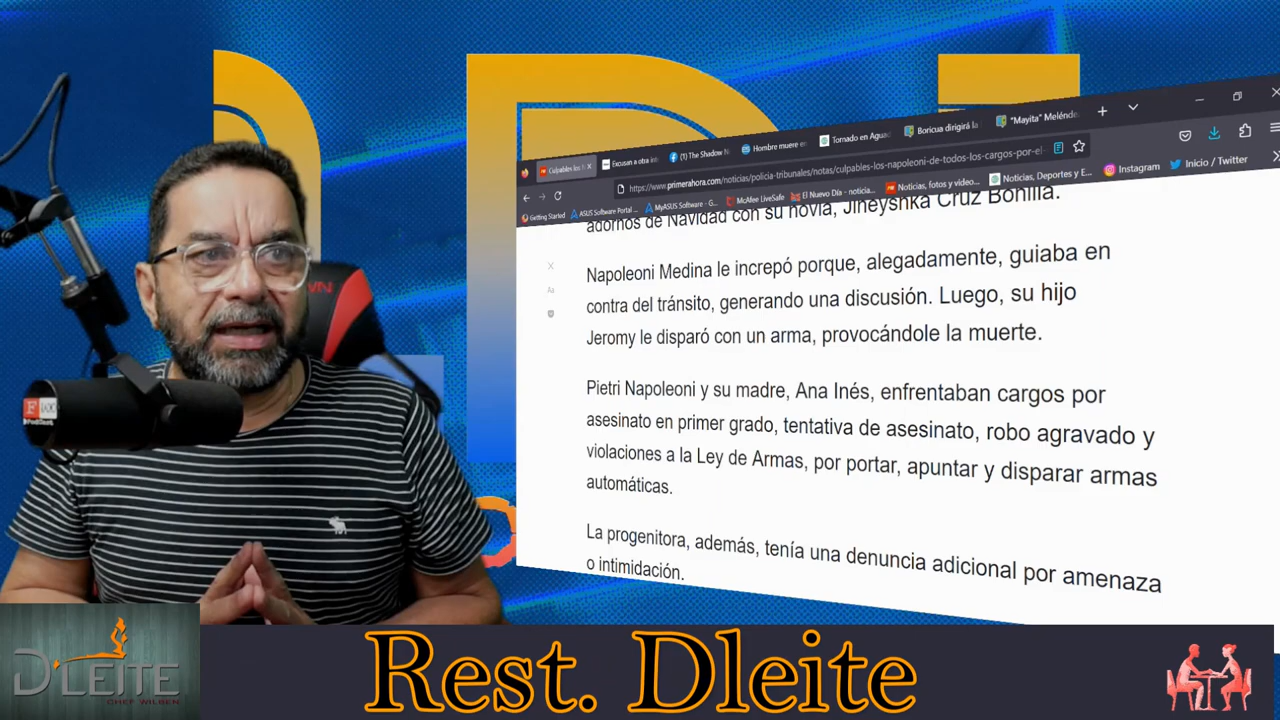 Culpables los N
Excusan a otra
(1) The Shadow N
Hombre muere en
Tornado en Aguad
Boricua dirigirá la
"Mayita" Melénde
https://www.primerahora.com/noticias/policia-tribunales/notas/culpables-los-napoleoni-de-todos-los-cargos-por-el-
Getting Started
ASUS Software Portal ...
MyASUS Software - G...
McAfee LiveSafe
El Nuevo Día - noticia...
Noticias, fotos y video...
Noticias, Deportes y E...
Instagram
Inicio / Twitter
adornos de Navidad con su novia, Jineyshka Cruz Bonilla.
Napoleoni Medina le increpó porque, alegadamente, guiaba en
contra del tránsito, generando una discusión. Luego, su hijo
Jeromy le disparó con un arma, provocándole la muerte.
Pietri Napoleoni y su madre, Ana Inés, enfrentaban cargos por
asesinato en primer grado, tentativa de asesinato, robo agravado y
violaciones a la Ley de Armas, por portar, apuntar y disparar armas
automáticas.
La progenitora, además, tenía una denuncia adicional por amenaza
o intimidación.
D'LEITE
CHEF WILBEN
Rest. Dleite